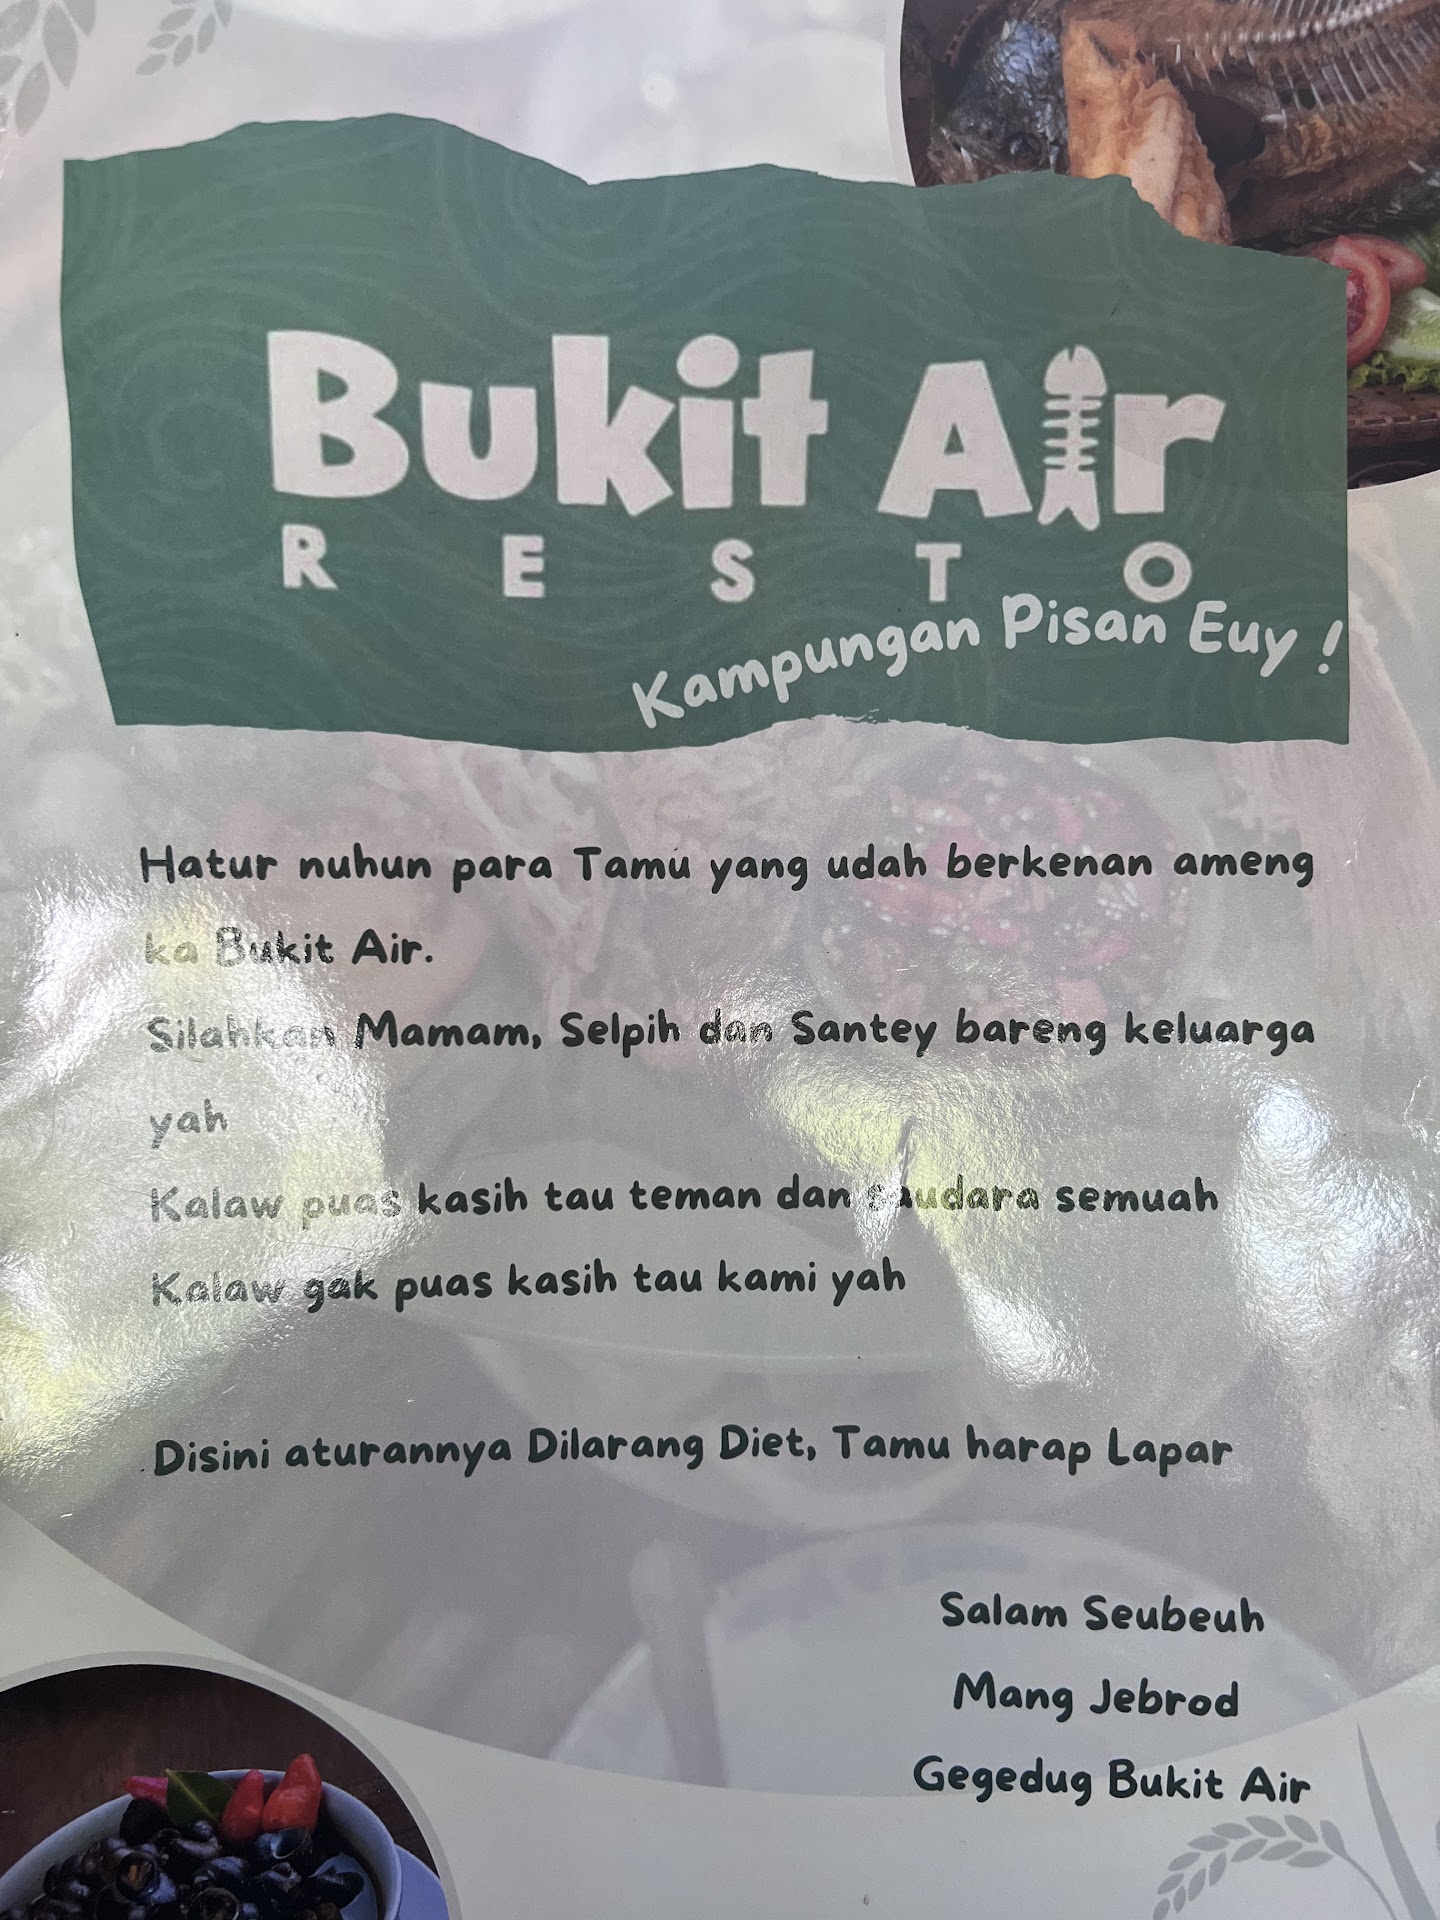 Bukit Air
RESTO
Kampungan Pisan Euy !
Hatur nuhun para Tamu yang udah berkenan ameng
ka Bukit Air.
Silahkan Mamam, Selpih dan Santey bareng keluarga
yah
Kalaw puas kasih tau teman dan saudara semuah
Kalaw gak puas kasih tau kami yah
Disini aturannya Dilarang Diet, Tamu harap Lapar
Salam Seubeuh
Mang Jebrod
Gegedug Bukit Air